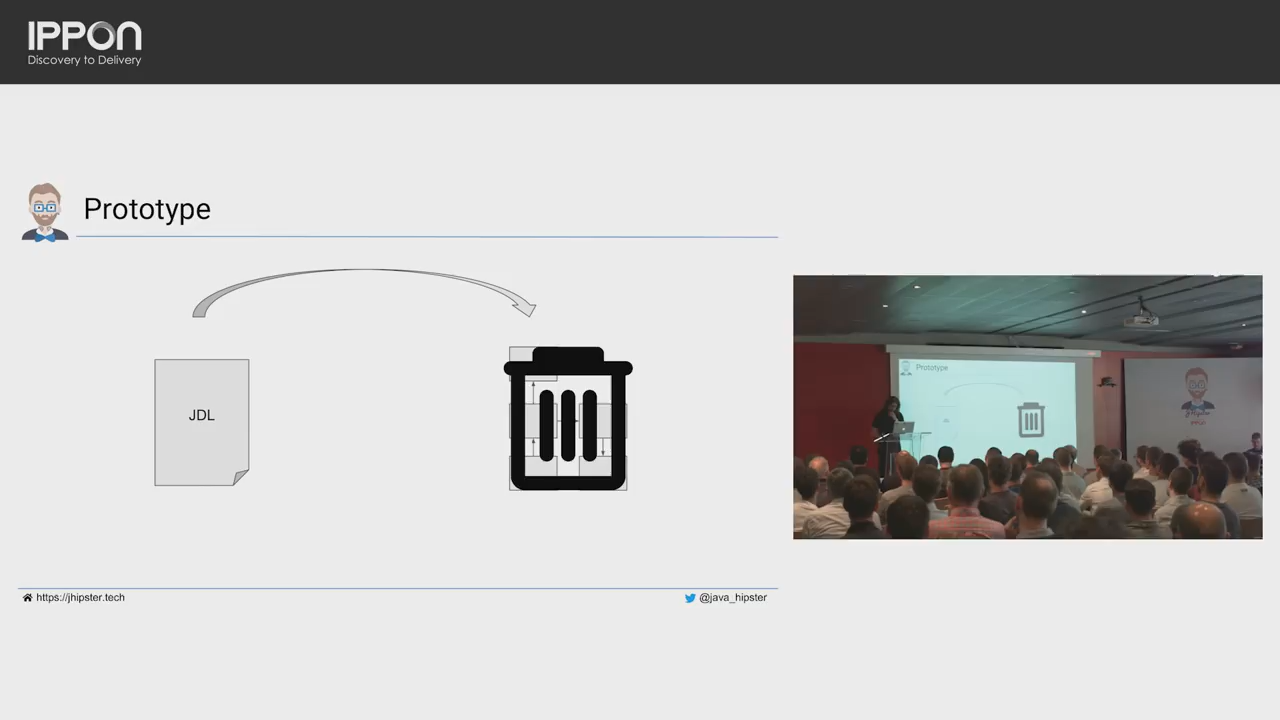 IPPON
Discovery to Delivery
Prototype
JDL
https://jhipster.tech
@java_hipster
Prototype